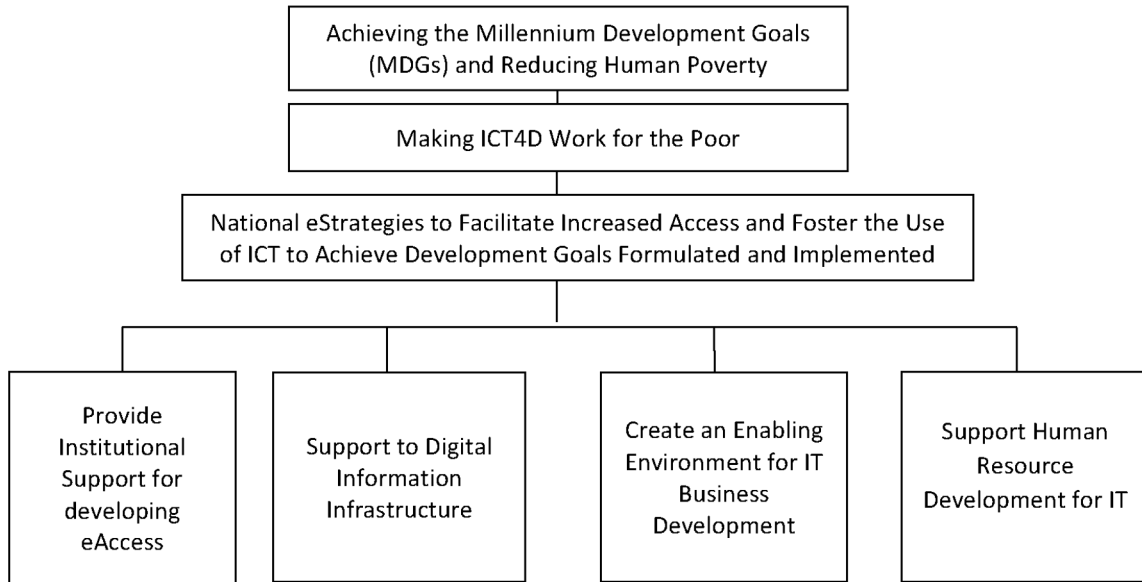 Achieving the Millennium Development Goals
(MDGs) and Reducing Human Poverty
Making ICT4D Work for the Poor
National eStrategies to Facilitate Increased Access and Foster the Use
of ICT to Achieve Development Goals Formulated and Implemented
Provide
Institutional
Support for
developing
eAccess
Support to Digital
Information
Infrastructure
Create an Enabling
Environment for IT
Business
Development
Support Human
Resource
Development for IT